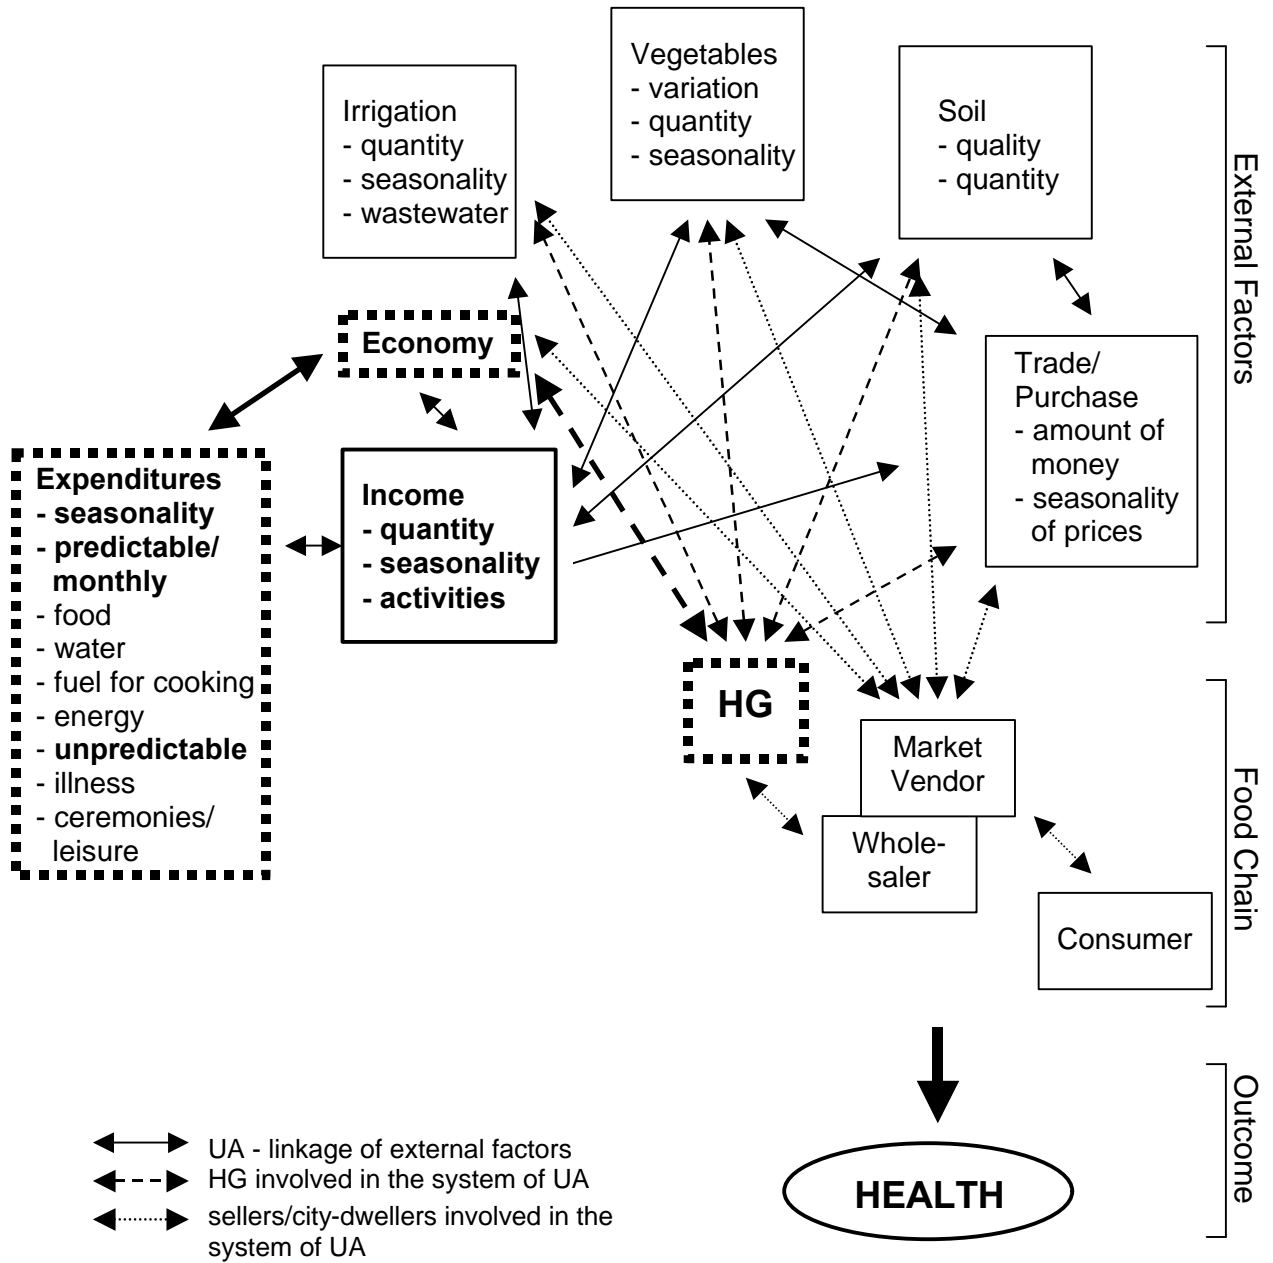 Irrigation
- quantity
- seasonality
- wastewater
Vegetables
- variation
- quantity
- seasonality
Soil
- quality
- quantity
External Factors
Economy
Trade/
Purchase
- amount of
money
- seasonality
of prices
Expenditures
- seasonality
- predictable/
monthly
- food
- water
- fuel for cooking
- energy
- unpredictable
- illness
- ceremonies/
leisure
Income
- quantity
- seasonality
- activities
HG
Market
Vendor
Whole-
saler
Consumer
Food Chain
HEALTH
Outcome
UA - linkage of external factors
HG involved in the system of UA
sellers/city-dwellers involved in the
system of UA